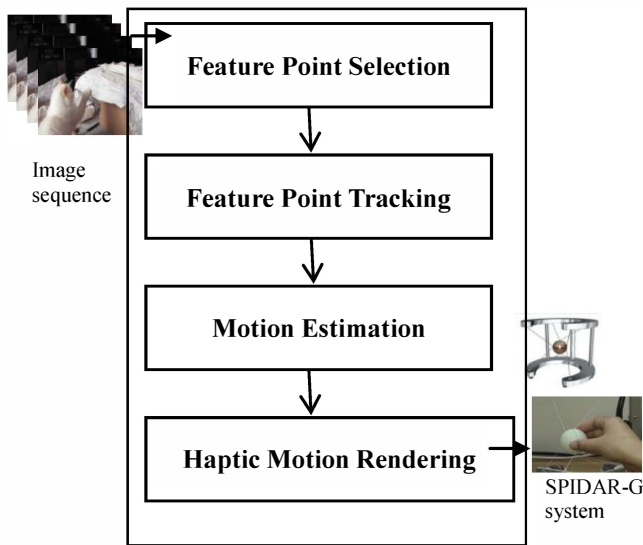 Feature Point Selection
Image
sequence
Feature Point Tracking
Motion Estimation
Haptic Motion Rendering
SPIDAR-G
system